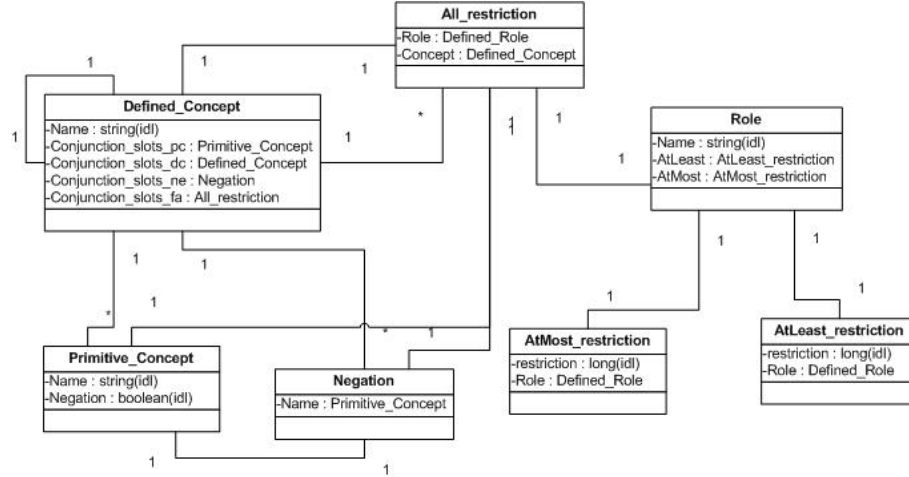 All_restriction
-Role : Defined_Role
-Concept : Defined_Concept
1
1
1
1
Defined_Concept
-Name : string(idl)
-Conjunction_slots_pc : Primitive_Concept
-Conjunction_slots_dc : Defined_Concept
-Conjunction_slots_ne : Negation
-Conjunction_slots_fa : All_restriction
*
1
1
1
1
1
Role
-Name : string(idl)
-AtLeast : AtLeast_restriction
-AtMost : AtMost_restriction
1
1
1
1
1
1
1
1
*
*
1
Primitive_Concept
-Name : string(idl)
-Negation : boolean(idl)
Negation
-Name : Primitive_Concept
AtMost_restriction
-restriction : long(idl)
-Role : Defined_Role
AtLeast_restriction
-restriction : long(idl)
-Role : Defined_Role
1
1